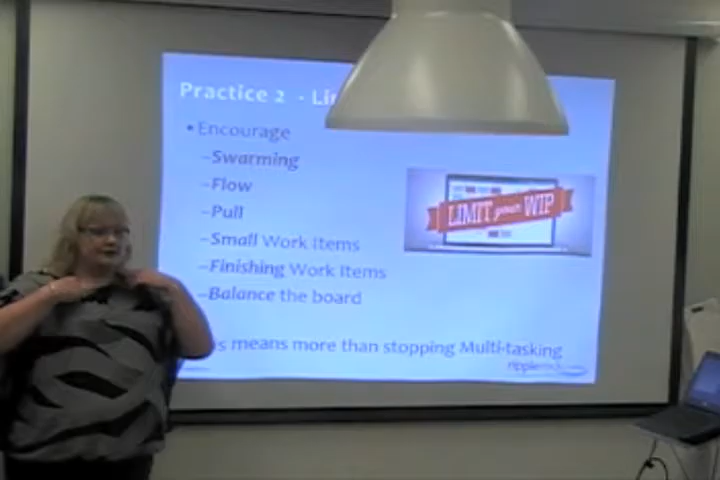 Practice 2 - Li
• Encourage
–Swarming
–Flow
–Pull
–Small Work Items
–Finishing Work Items
–Balance the board
LIMIT your WIP
s means more than stopping Multi-tasking